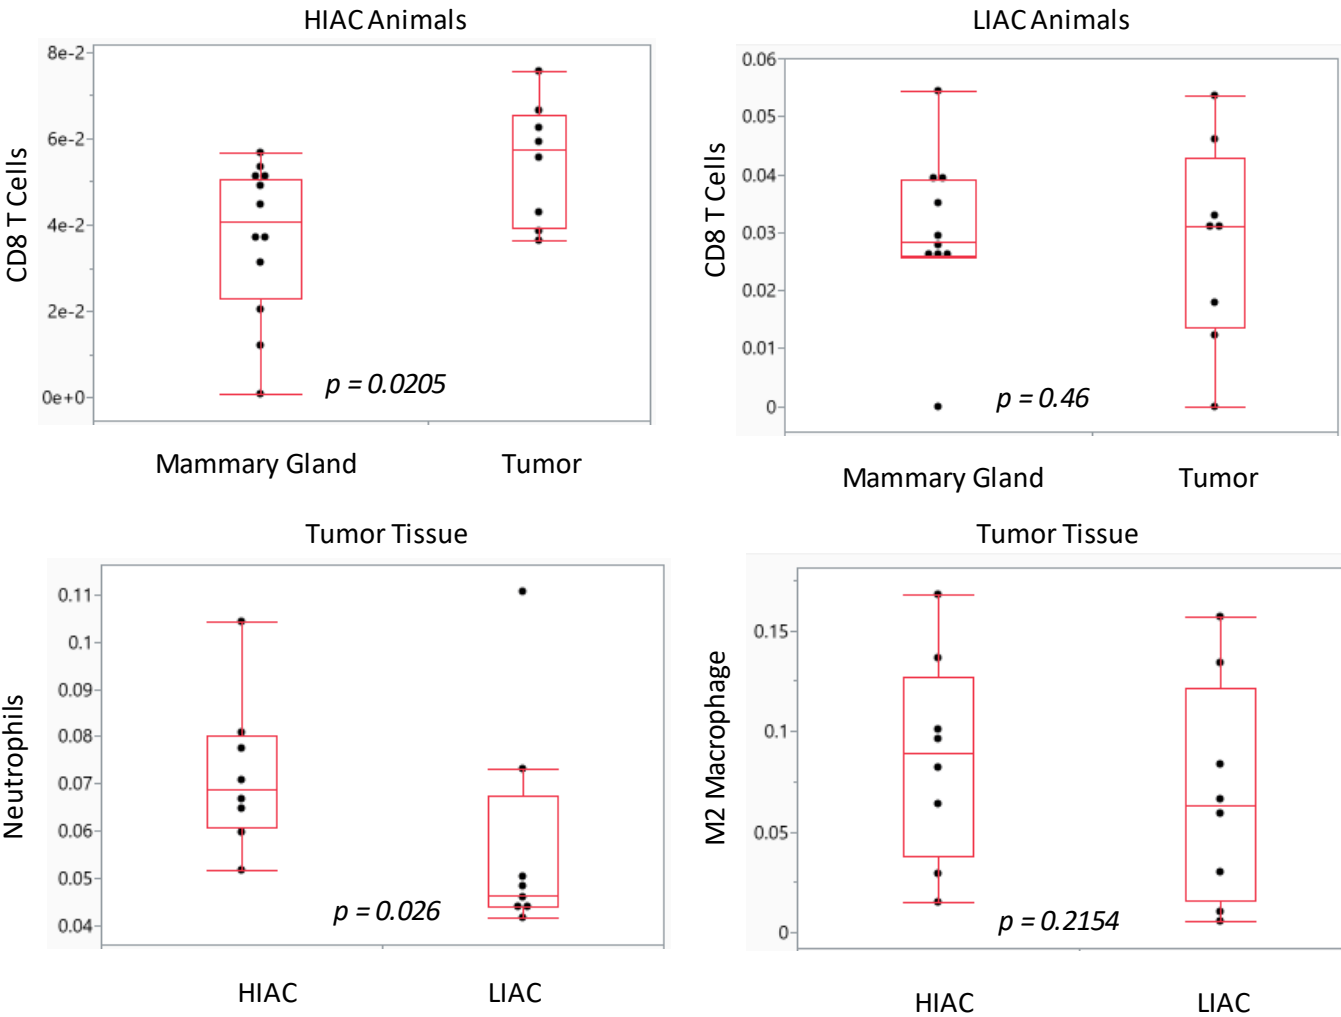 HIAC Animals
CD8 T Cells
8e-2
6e-2
4e-2
2e-2
0e+0
p = 0.0205
Mammary Gland
Tumor
LIAC Animals
CD8 T Cells
0.06
0.05
0.04
0.03
0.02
0.01
0
p = 0.46
Mammary Gland
Tumor
Tumor Tissue
Neutrophils
0.11
0.1
0.09
0.08
0.07
0.06
0.05
0.04
p = 0.026
HIAC
LIAC
Tumor Tissue
M2 Macrophage
0.15
0.1
0.05
0
p = 0.2154
HIAC
LIAC